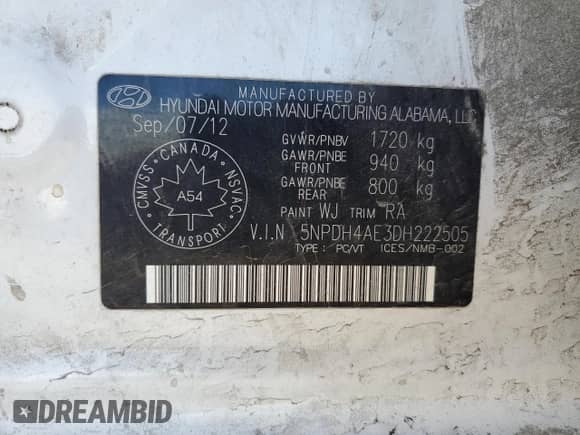 MANUFACTURED BY
HYUNDAI MOTOR MANUFACTURING ALABAMA, LLC
Sep/07/12
GVWR/PNBV 1720 kg
GAWR/PNBE FRONT 940 kg
GAWR/PNBE REAR 800 kg
PAINT WJ TRIM RA
V.I.N 5NPDH4AE3DH222505
TYPE : PC/VT ICES/NMB-002
CANADA
CMVSS • NSVAC
A54
TRANSPORT
DREAMBID